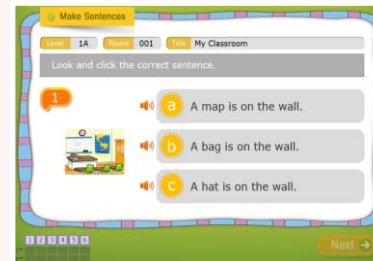 Make Sentences
Level 1A Round 001 Title My Classroom
Look and click the correct sentence.
1
a A map is on the wall.
b A bag is on the wall.
c A hat is on the wall.
1 2 3 4 5 6
Next